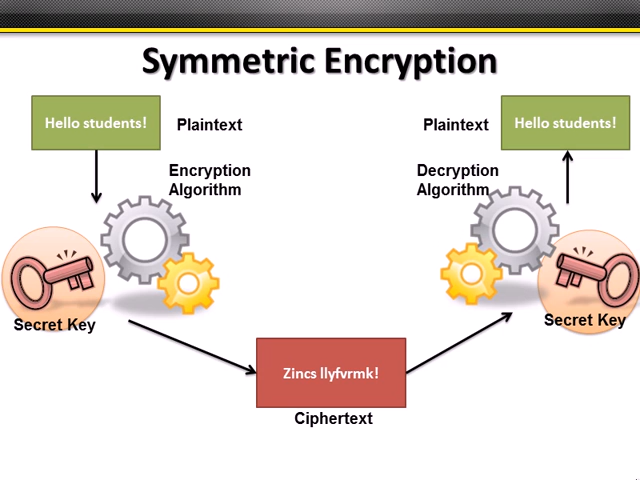 Symmetric Encryption
Hello students!
Plaintext
Plaintext
Hello students!
Encryption
Algorithm
Decryption
Algorithm
Secret Key
Secret Key
Zincs llyfvrmk!
Ciphertext